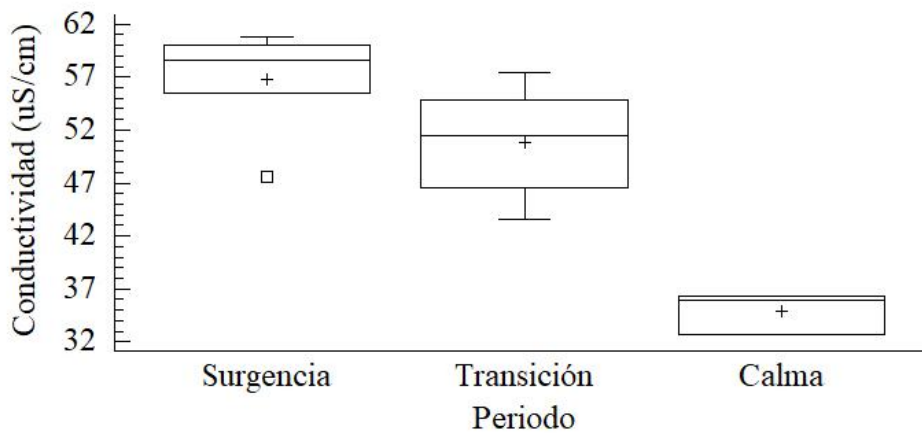 Conductividad (uS/cm)
62
57
52
47
42
37
32
Surgencia Transición Calma
Periodo